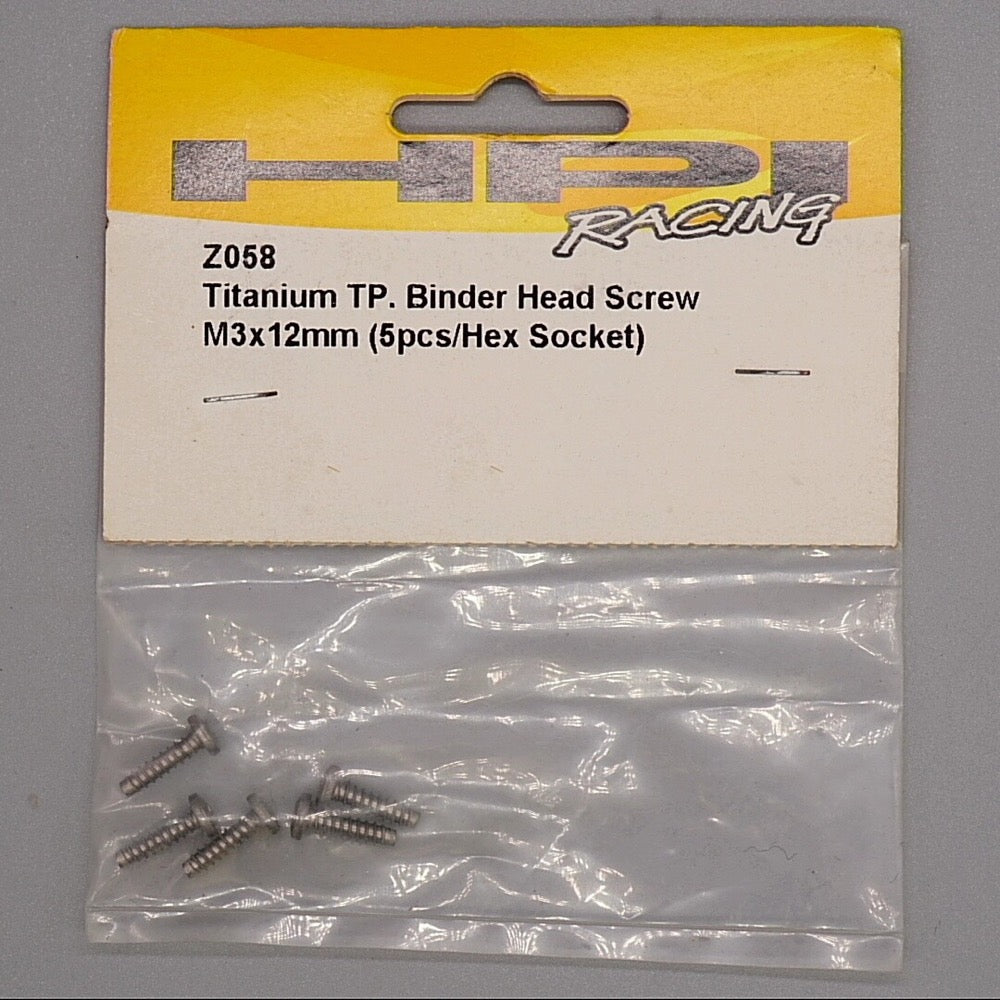 HPI
RACING
Z058
Titanium TP. Binder Head Screw
M3x12mm (5pcs/Hex Socket)